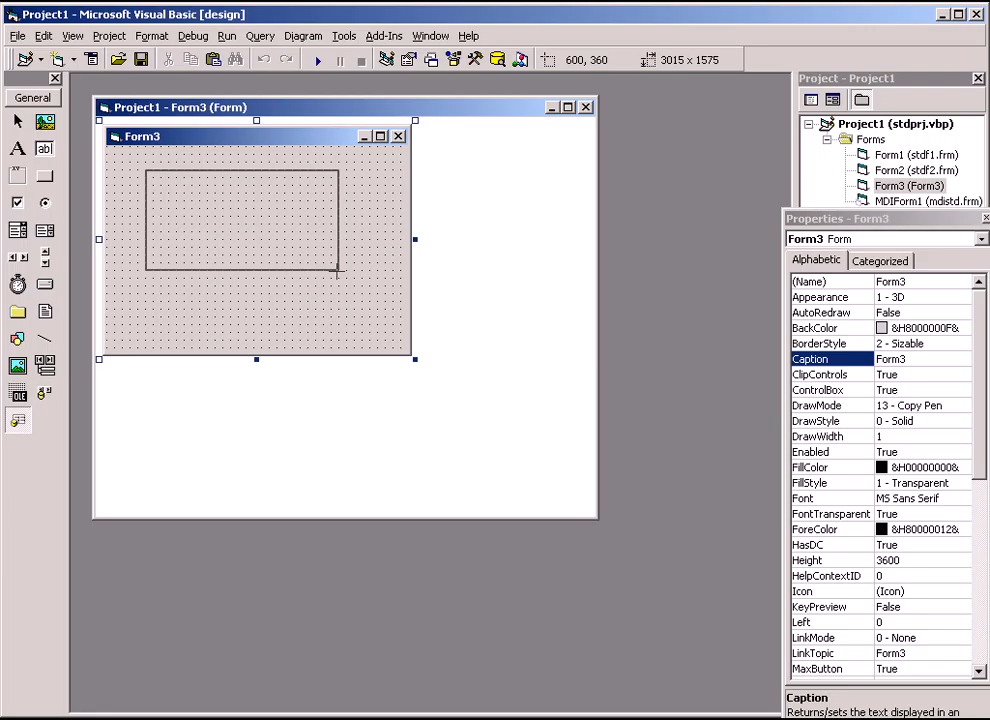 Project1 - Microsoft Visual Basic [design]
File Edit View Project Format Debug Run Query Diagram Tools Add-Ins Window Help
600, 360 3015 x 1575
General
A ab|
XY
OLE
Project1 - Form3 (Form)
Form3
Project - Project1
Project1 (stdprj.vbp)
Forms
Form1 (stdf1.frm)
Form2 (stdf2.frm)
Form3 (Form3)
MDIForm1 (mdistd.frm)
Properties - Form3
Form3 Form
Alphabetic Categorized
(Name) Form3
Appearance 1 - 3D
AutoRedraw False
BackColor &H8000000F&
BorderStyle 2 - Sizable
Caption Form3
ClipControls True
ControlBox True
DrawMode 13 - Copy Pen
DrawStyle 0 - Solid
DrawWidth 1
Enabled True
FillColor &H00000000&
FillStyle 1 - Transparent
Font MS Sans Serif
FontTransparent True
ForeColor &H80000012&
HasDC True
Height 3600
HelpContextID 0
Icon (Icon)
KeyPreview False
Left 0
LinkMode 0 - None
LinkTopic Form3
MaxButton True
Caption
Returns/sets the text displayed in an